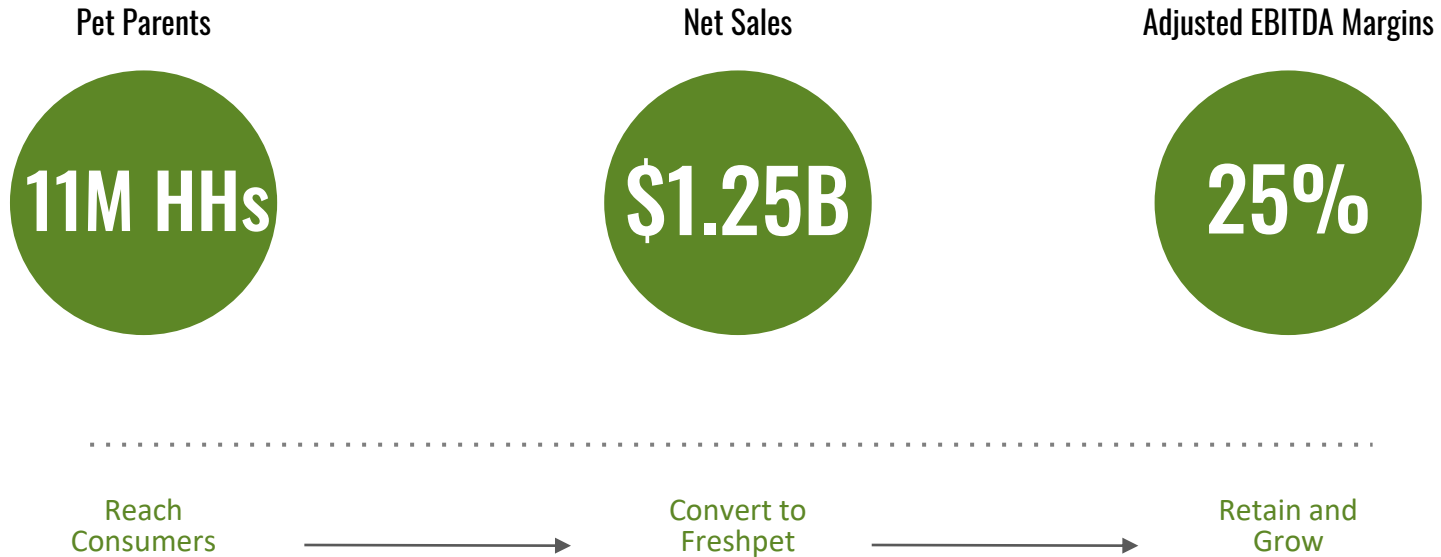 Pet Parents
Net Sales
Adjusted EBITDA Margins
11M HHs
$1.25B
25%
Reach
Consumers
Convert to
Freshpet
Retain and
Grow